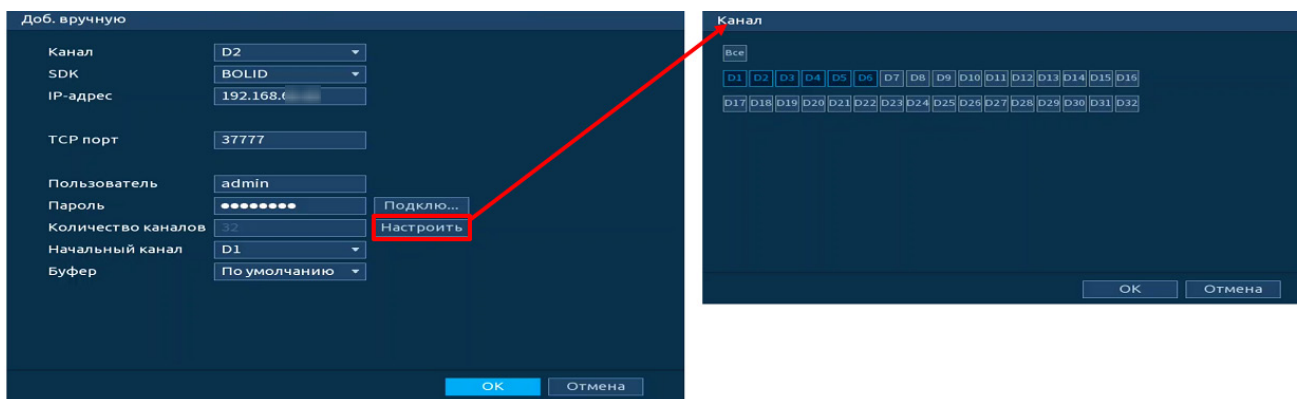 Доб. вручную
Канал D2
SDK BOLID
IP-адрес 192.168.
TCP порт 37777
Пользователь admin
Пароль ●●●●●●●● Подклю...
Количество каналов 32 Настроить
Начальный канал D1
Буфер По умолчанию
OK Отмена
Канал
Все
D1 D2 D3 D4 D5 D6 D7 D8 D9 D10 D11 D12 D13 D14 D15 D16
D17 D18 D19 D20 D21 D22 D23 D24 D25 D26 D27 D28 D29 D30 D31 D32
OK Отмена